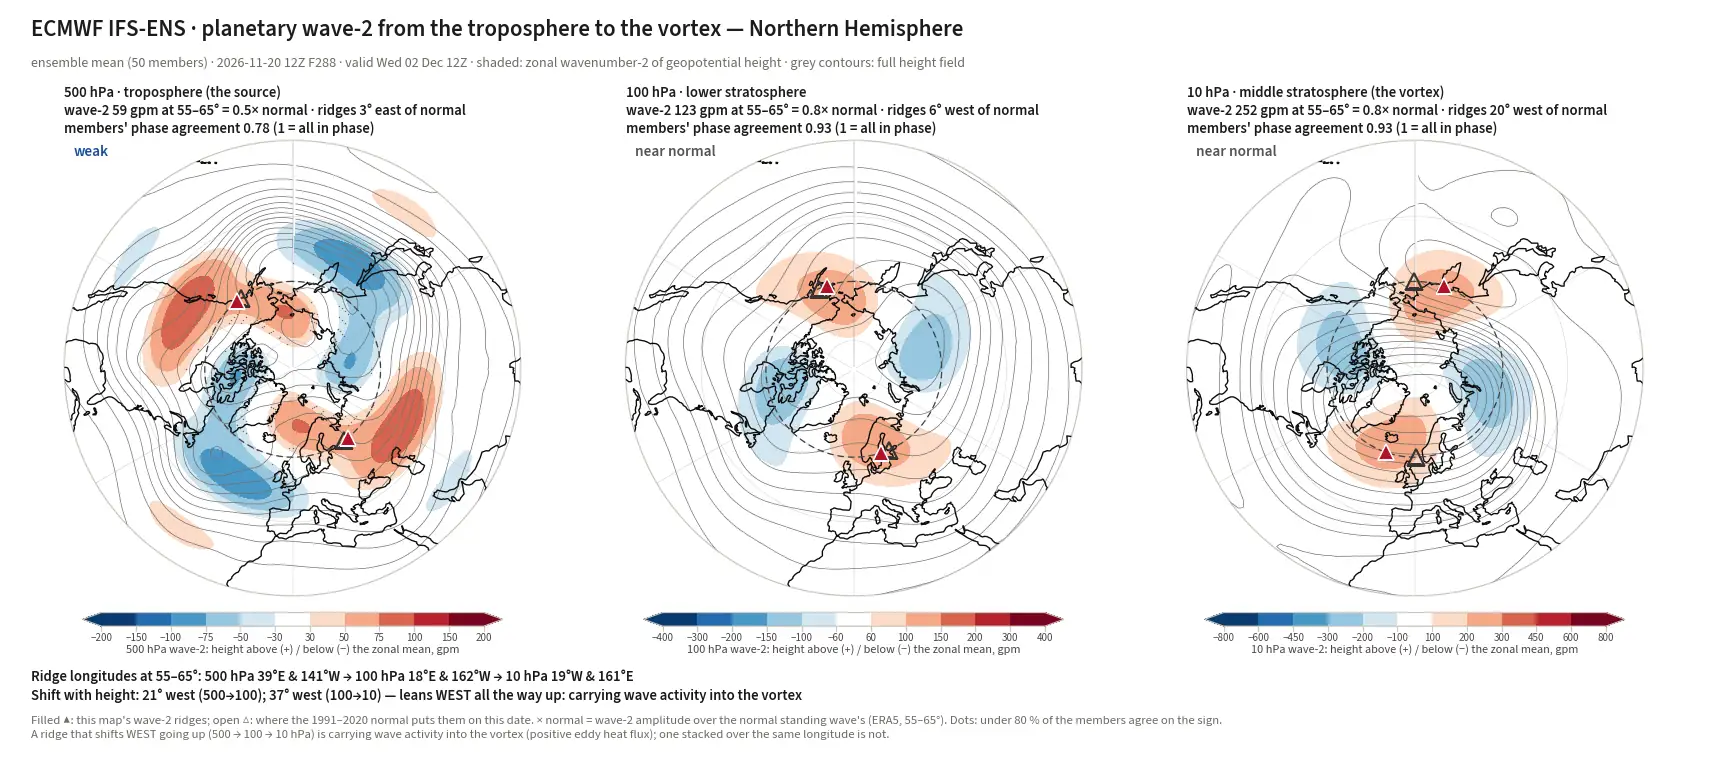 ECMWF IFS-ENS · planetary wave-2 from the troposphere to the vortex — Northern Hemisphere
ensemble mean (50 members) · 2026-11-20 12Z F288 · valid Wed 02 Dec 12Z · shaded: zonal wavenumber-2 of geopotential height · grey contours: full height field
500 hPa · troposphere (the source)
wave-2 59 gpm at 55–65° = 0.5× normal · ridges 3° east of normal
members' phase agreement 0.78 (1 = all in phase)
weak
100 hPa · lower stratosphere
wave-2 123 gpm at 55–65° = 0.8× normal · ridges 6° west of normal
members' phase agreement 0.93 (1 = all in phase)
near normal
10 hPa · middle stratosphere (the vortex)
wave-2 252 gpm at 55–65° = 0.8× normal · ridges 20° west of normal
members' phase agreement 0.93 (1 = all in phase)
near normal
−200 −150 −100 −75 −50 −30 30 50 75 100 150 200
500 hPa wave-2: height above (+) / below (−) the zonal mean, gpm
−400 −300 −200 −150 −100 −60 60 100 150 200 300 400
100 hPa wave-2: height above (+) / below (−) the zonal mean, gpm
−800 −600 −450 −300 −200 −100 100 200 300 450 600 800
10 hPa wave-2: height above (+) / below (−) the zonal mean, gpm
Ridge longitudes at 55–65°: 500 hPa 39°E & 141°W → 100 hPa 18°E & 162°W → 10 hPa 19°W & 161°E
Shift with height: 21° west (500→100); 37° west (100→10) — leans WEST all the way up: carrying wave activity into the vortex
Filled ▲: this map's wave-2 ridges; open △: where the 1991–2020 normal puts them on this date. × normal = wave-2 amplitude over the normal standing wave's (ERA5, 55–65°). Dots: under 80 % of the members agree on the sign.
A ridge that shifts WEST going up (500 → 100 → 10 hPa) is carrying wave activity into the vortex (positive eddy heat flux); one stacked over the same longitude is not.